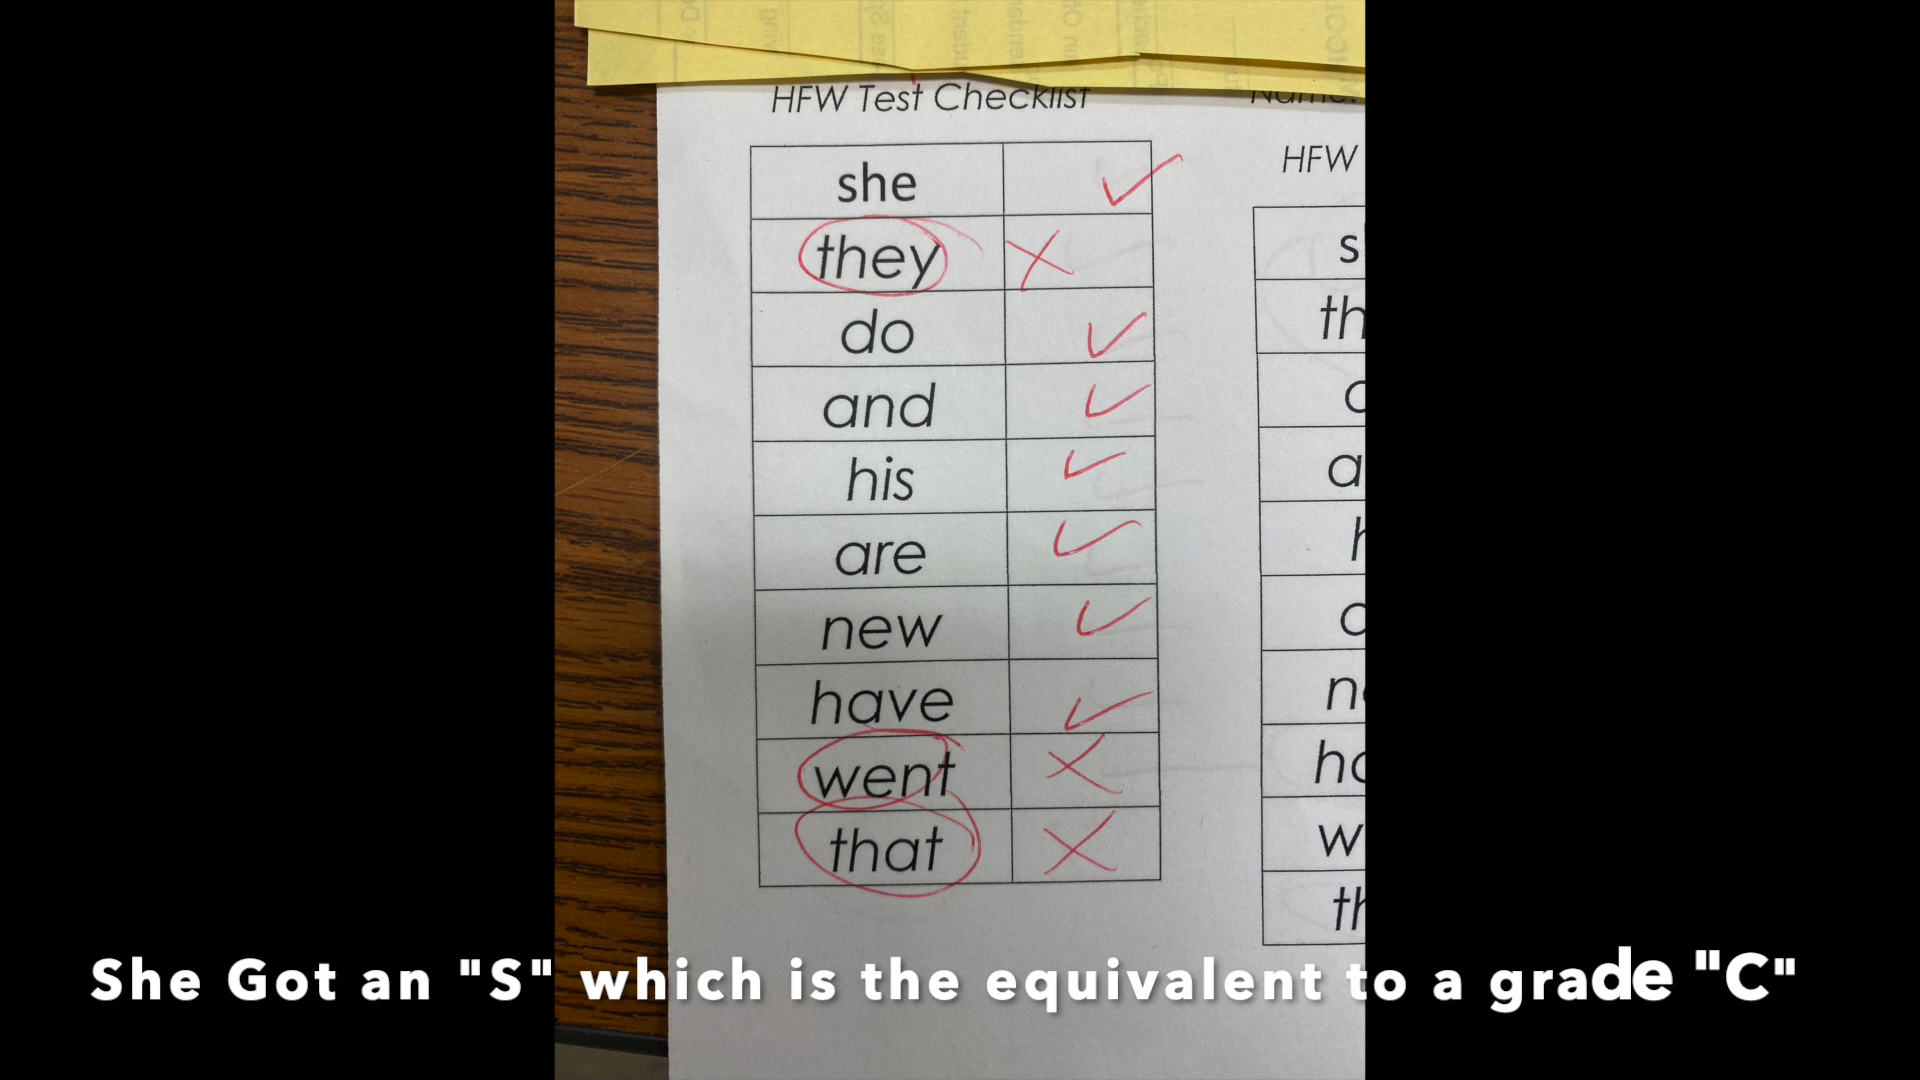 HFW Test Checklist
she
they
do
and
his
are
new
have
went
that
Name:
HFW
She Got an "S" which is the equivalent to a grade "C"